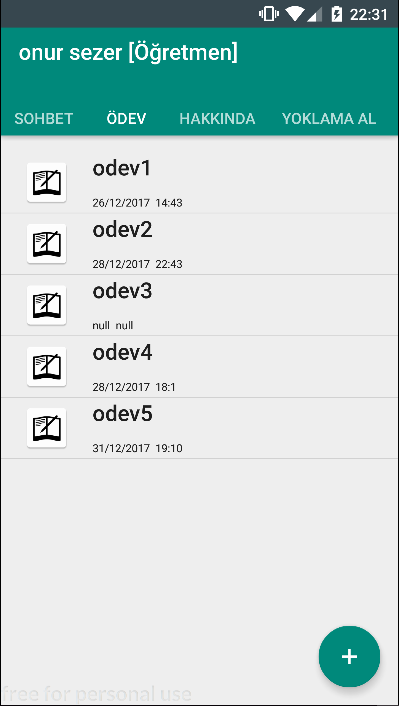 22:31
onur sezer [Öğretmen]
SOHBET ÖDEV HAKKINDA YOKLAMA AL
odev1
26/12/2017 14:43
odev2
28/12/2017 22:43
odev3
null null
odev4
28/12/2017 18:1
odev5
31/12/2017 19:10
+
free for personal use